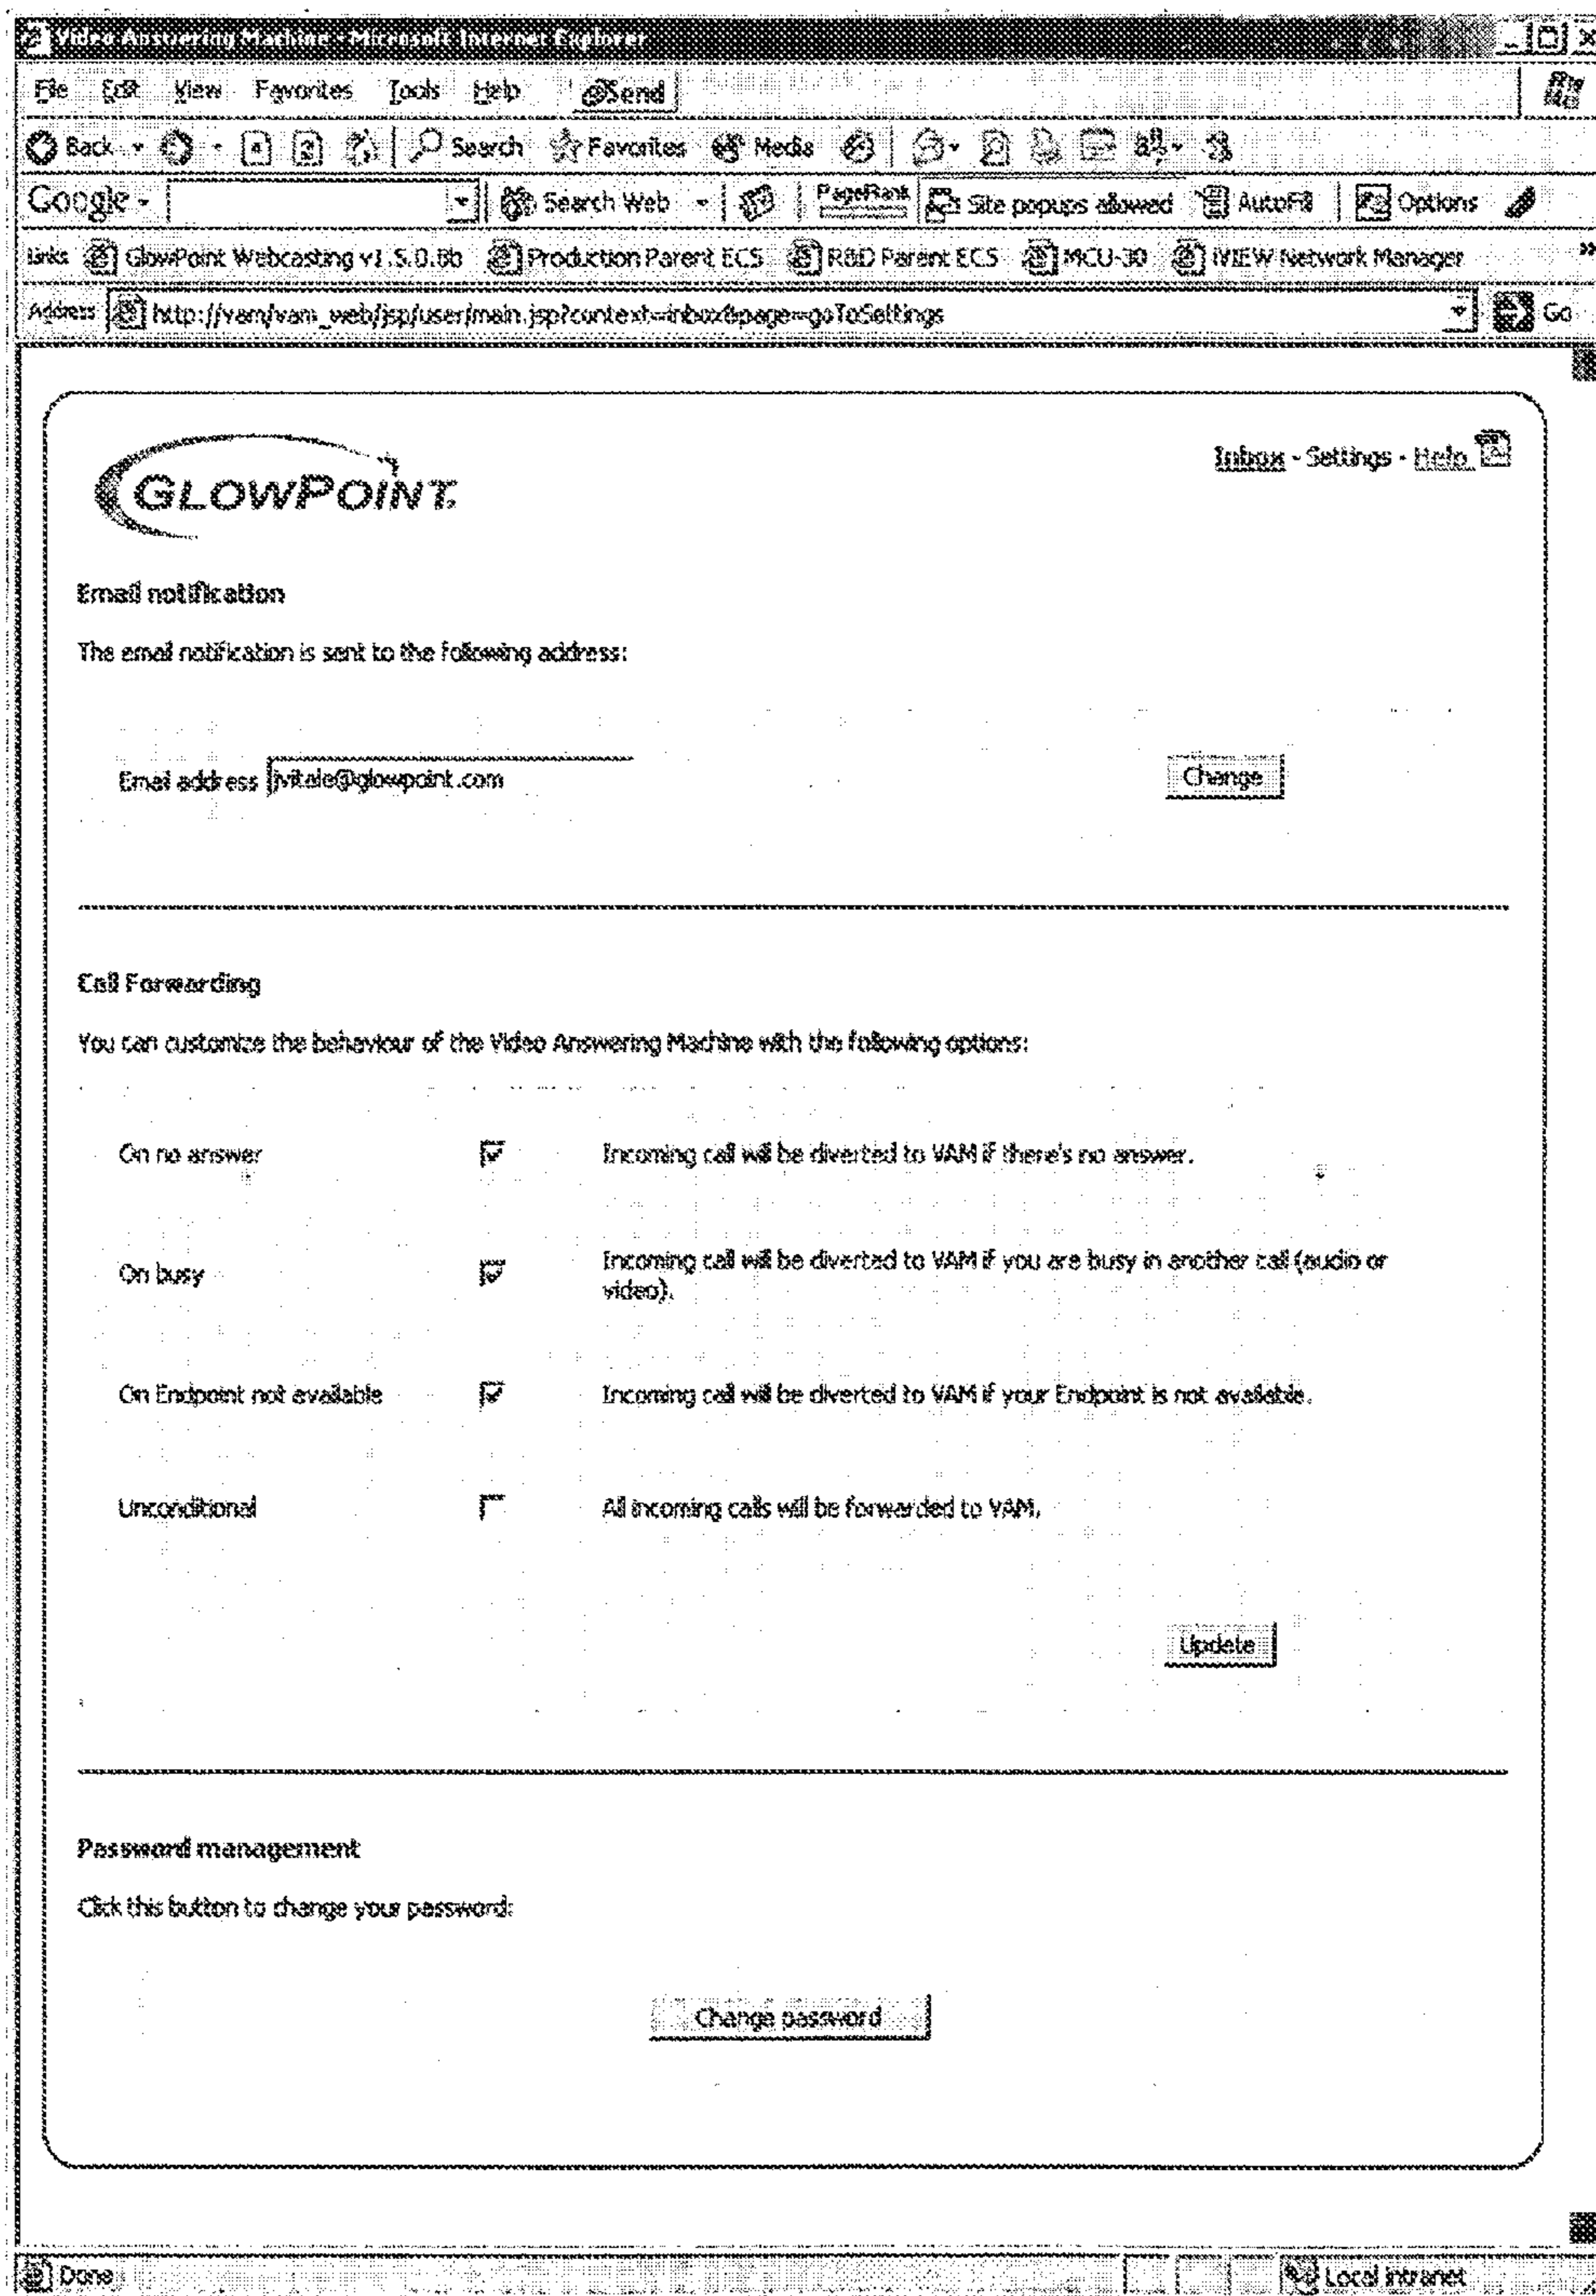 Video Answering Machine - Microsoft Internet Explorer
File Edit View Favorites Tools Help @Send
Back Search Favorites Media
Google Search Web PageRank Site popups allowed AutoFill Options
Links GlowPoint Webcasting v1.5.0.8b Production Parent ECS R&D Parent ECS MCU-30 iVIEW Network Manager »
Address http://vam/vam_web/jsp/user/main.jsp?context=inbox&page=goToSettings Go
GLOWPOINT.
Inbox - Settings - Help
Email notification
The email notification is sent to the following address:
Email address jvitale@glowpoint.com Change
Call Forwarding
You can customize the behaviour of the Video Answering Machine with the following options:
On no answer Incoming call will be diverted to VAM if there's no answer.
On busy Incoming call will be diverted to VAM if you are busy in another call (audio or
video).
On Endpoint not available Incoming call will be diverted to VAM if your Endpoint is not available.
Unconditional All incoming calls will be forwarded to VAM.
Update
Password management
Click this button to change your password:
Change password
Done Local intranet